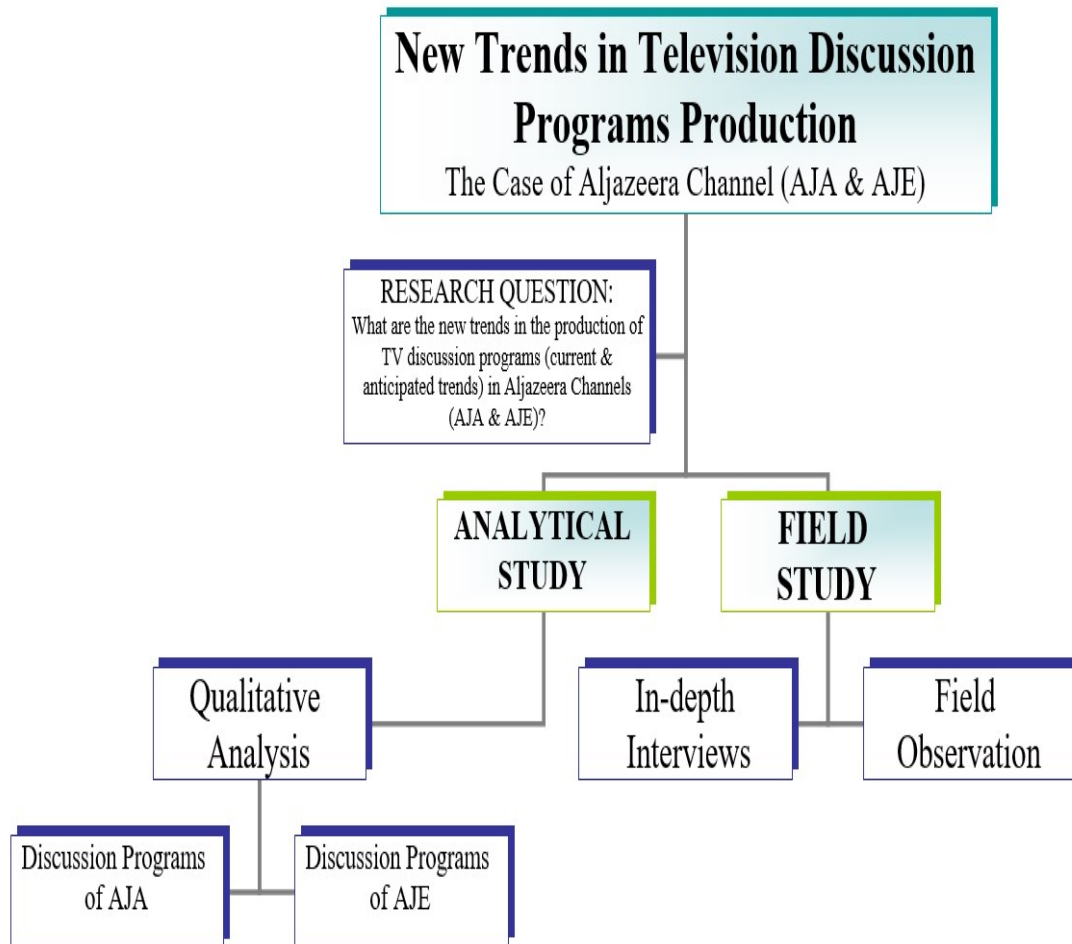 New Trends in Television Discussion
Programs Production
The Case of Aljazeera Channel (AJA & AJE)
RESEARCH QUESTION:
What are the new trends in the production of
TV discussion programs (current &
anticipated trends) in Aljazeera Channels
(AJA & AJE)?
ANALYTICAL
STUDY
FIELD
STUDY
Qualitative
Analysis
In-depth
Interviews
Field
Observation
Discussion Programs
of AJA
Discussion Programs
of AJE